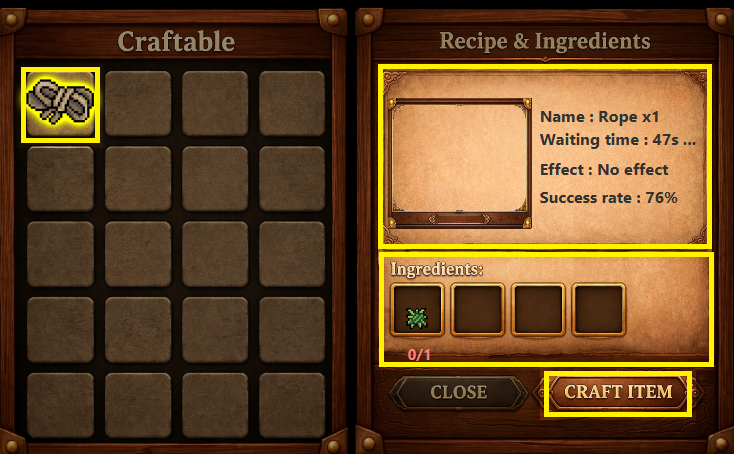 Craftable
Recipe & Ingredients
Name : Rope x1
Waiting time : 47s ...
Effect : No effect
Success rate : 76%
Ingredients:
0/1
CLOSE
CRAFT ITEM